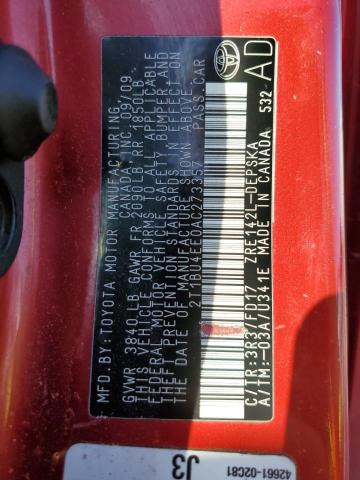 MFD.BY:TOYOTA MOTOR MANUFACTURING
CANADA, INC. 09/09
GVWR 3840 LB GAWR FR 2090LB RR 1850LB
THIS VEHICLE CONFORMS TO ALL APPLICABLE
FEDERAL MOTOR VEHICLE SAFETY, BUMPER, AND
THEFT PREVENTION STANDARDS IN EFFECT ON
THE DATE OF MANUFACTURE SHOWN ABOVE.
2T1BU4EE0AC273957 PASS.CAR
C/TR:3R3 /FD17 ZRE142L-DEPSKA
A/TM:-03A/U341E MADE IN CANADA 532
AD
42661-02C81
J3